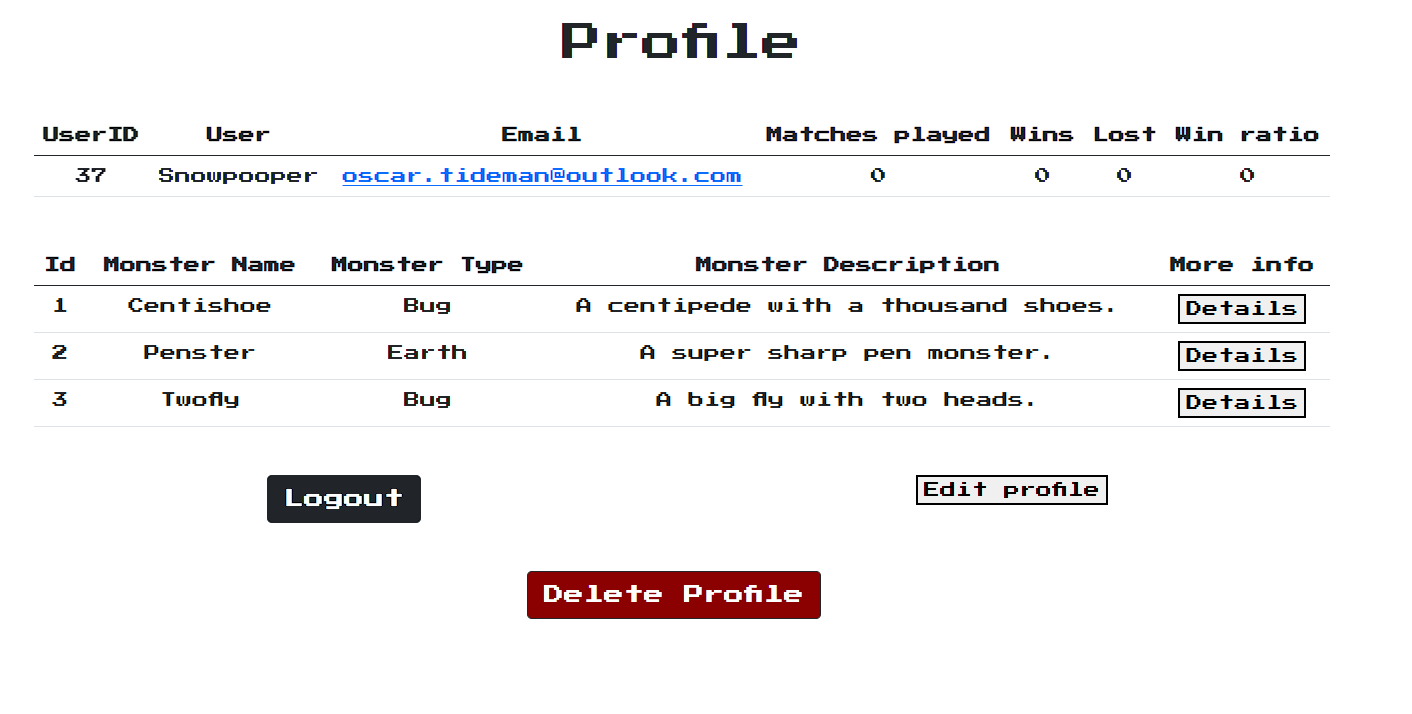 Profile
UserID User Email Matches played Wins Lost Win ratio
37 Snowpooper oscar.tideman@outlook.com 0 0 0 0
Id Monster Name Monster Type Monster Description More info
1 Centishoe Bug A centipede with a thousand shoes. Details
2 Penster Earth A super sharp pen monster. Details
3 Twofly Bug A big fly with two heads. Details
Logout Edit profile
Delete Profile